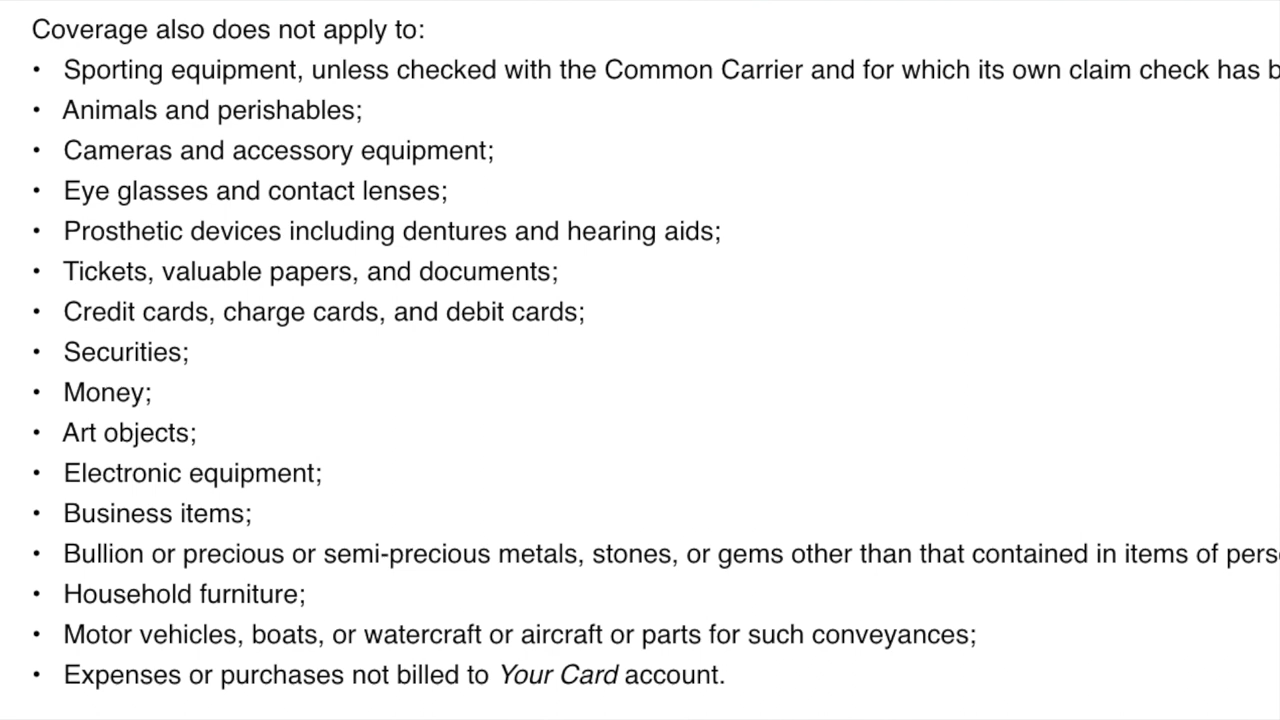 Coverage also does not apply to:
• Sporting equipment, unless checked with the Common Carrier and for which its own claim check has
• Animals and perishables;
• Cameras and accessory equipment;
• Eye glasses and contact lenses;
• Prosthetic devices including dentures and hearing aids;
• Tickets, valuable papers, and documents;
• Credit cards, charge cards, and debit cards;
• Securities;
• Money;
• Art objects;
• Electronic equipment;
• Business items;
• Bullion or precious or semi-precious metals, stones, or gems other than that contained in items of
• Household furniture;
• Motor vehicles, boats, or watercraft or aircraft or parts for such conveyances;
• Expenses or purchases not billed to Your Card account.